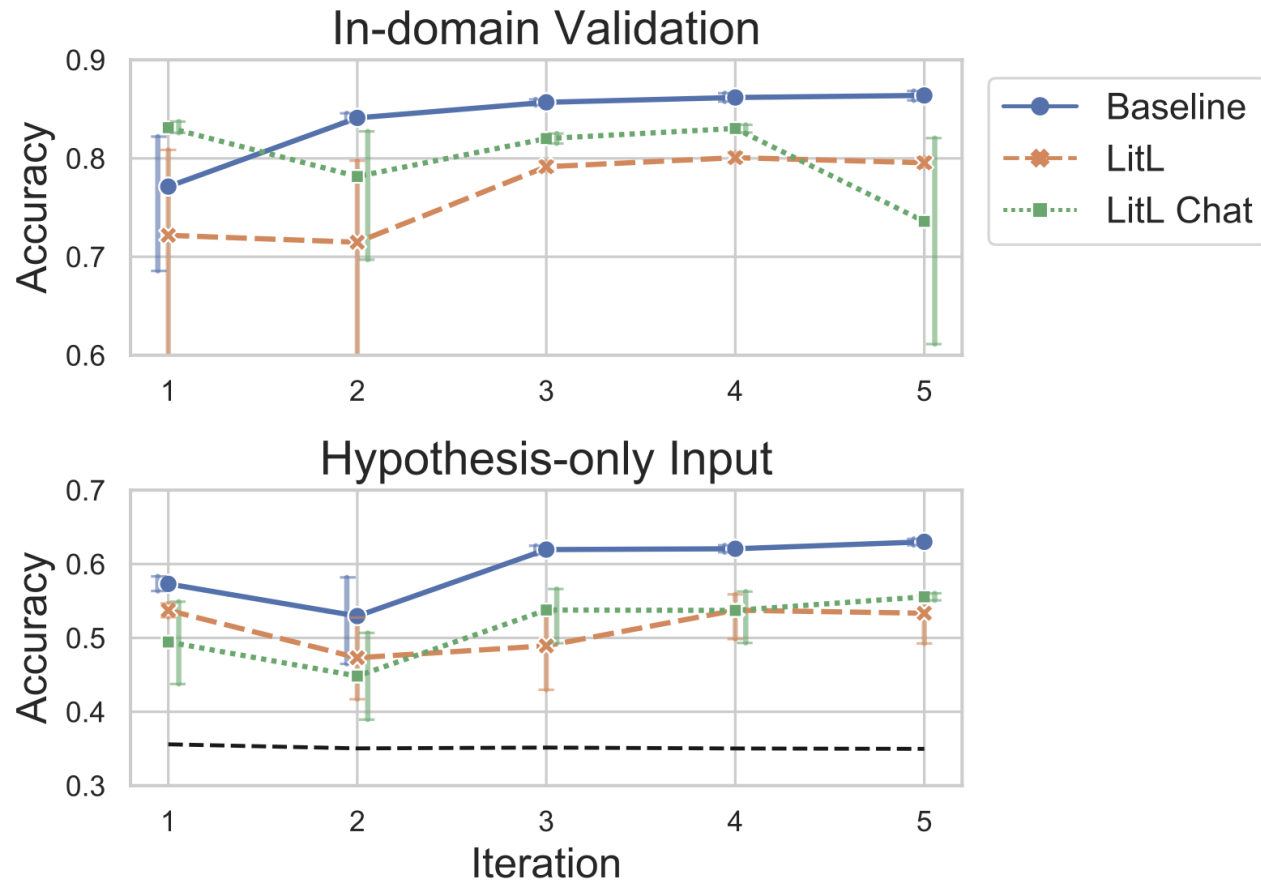 In-domain Validation
0.9
0.8
0.7
0.6
Accuracy
1 2 3 4 5
Baseline
LitL
LitL Chat
Hypothesis-only Input
0.7
0.6
0.5
0.4
0.3
Accuracy
1 2 3 4 5
Iteration